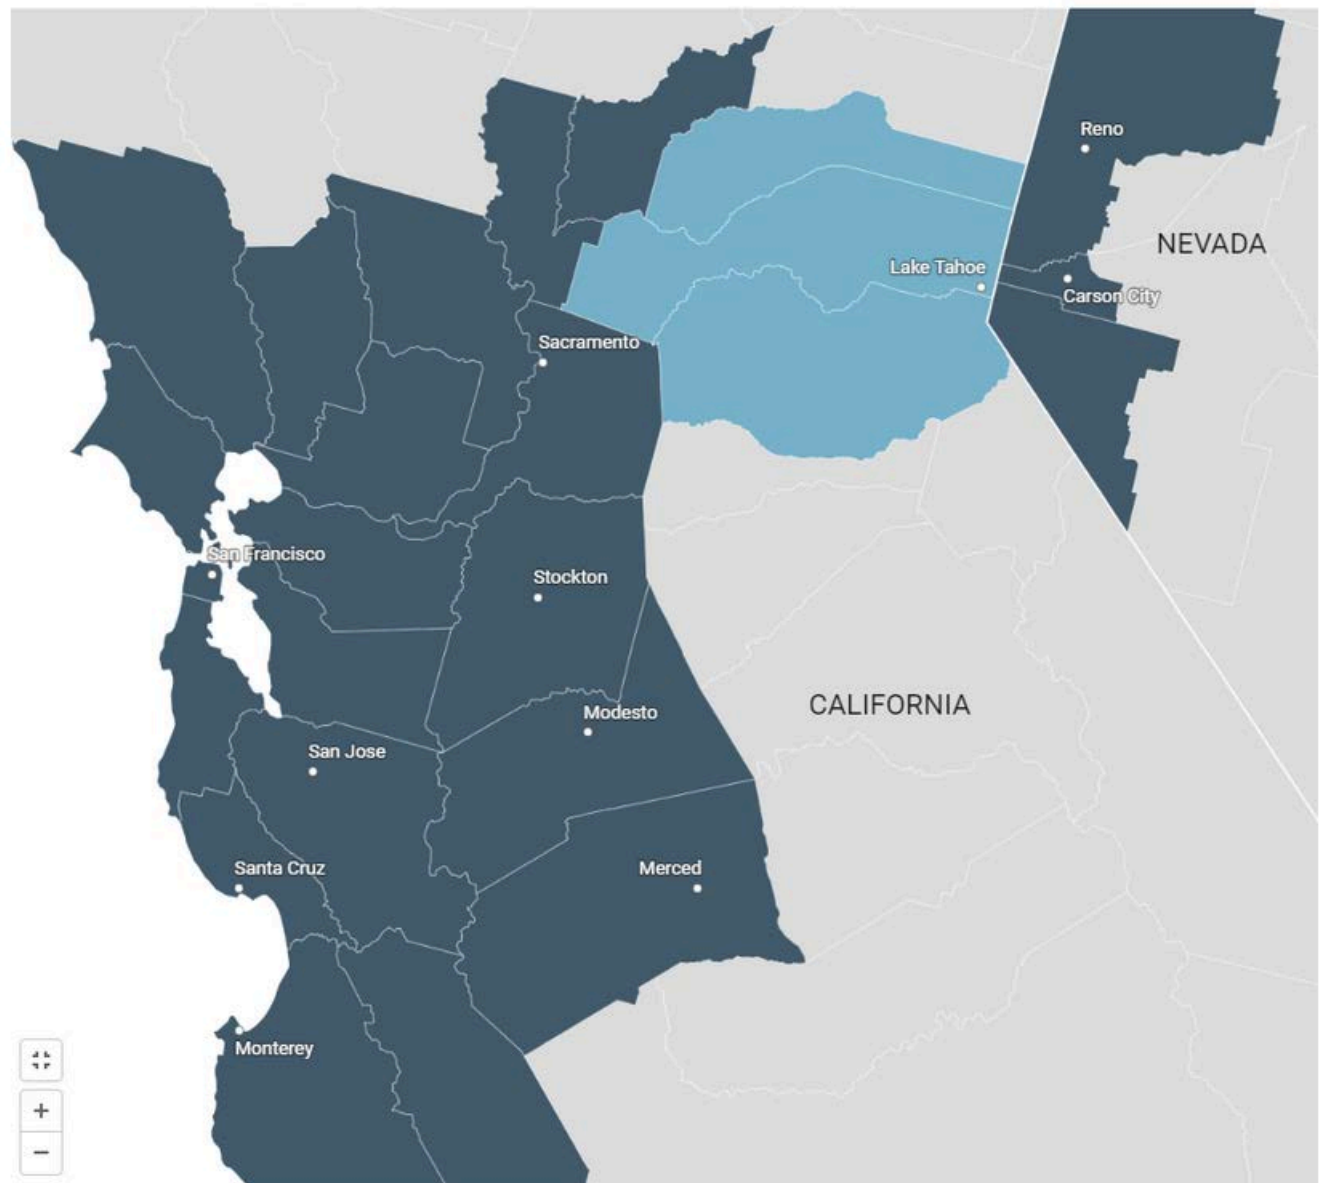 Reno
NEVADA
Lake Tahoe
Carson City
Sacramento
San Francisco
Stockton
CALIFORNIA
Modesto
San Jose
Santa Cruz
Merced
Monterey
+
−